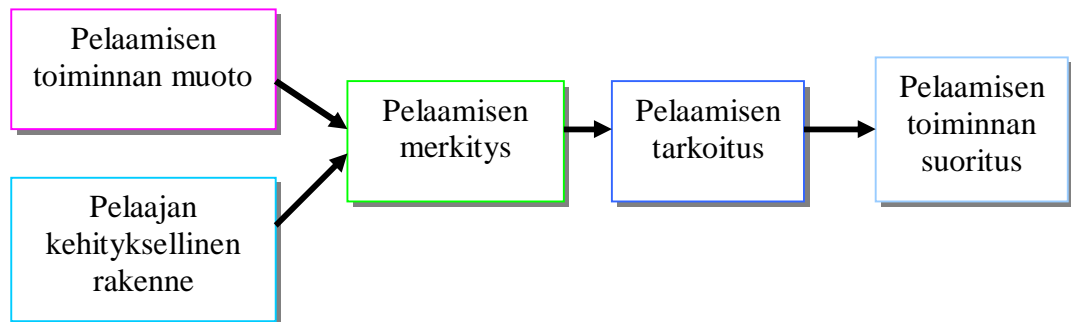 Pelaamisen
toiminnan muoto
Pelaajan
kehityksellinen
rakenne
Pelaamisen
merkitys
Pelaamisen
tarkoitus
Pelaamisen
toiminnan
suoritus